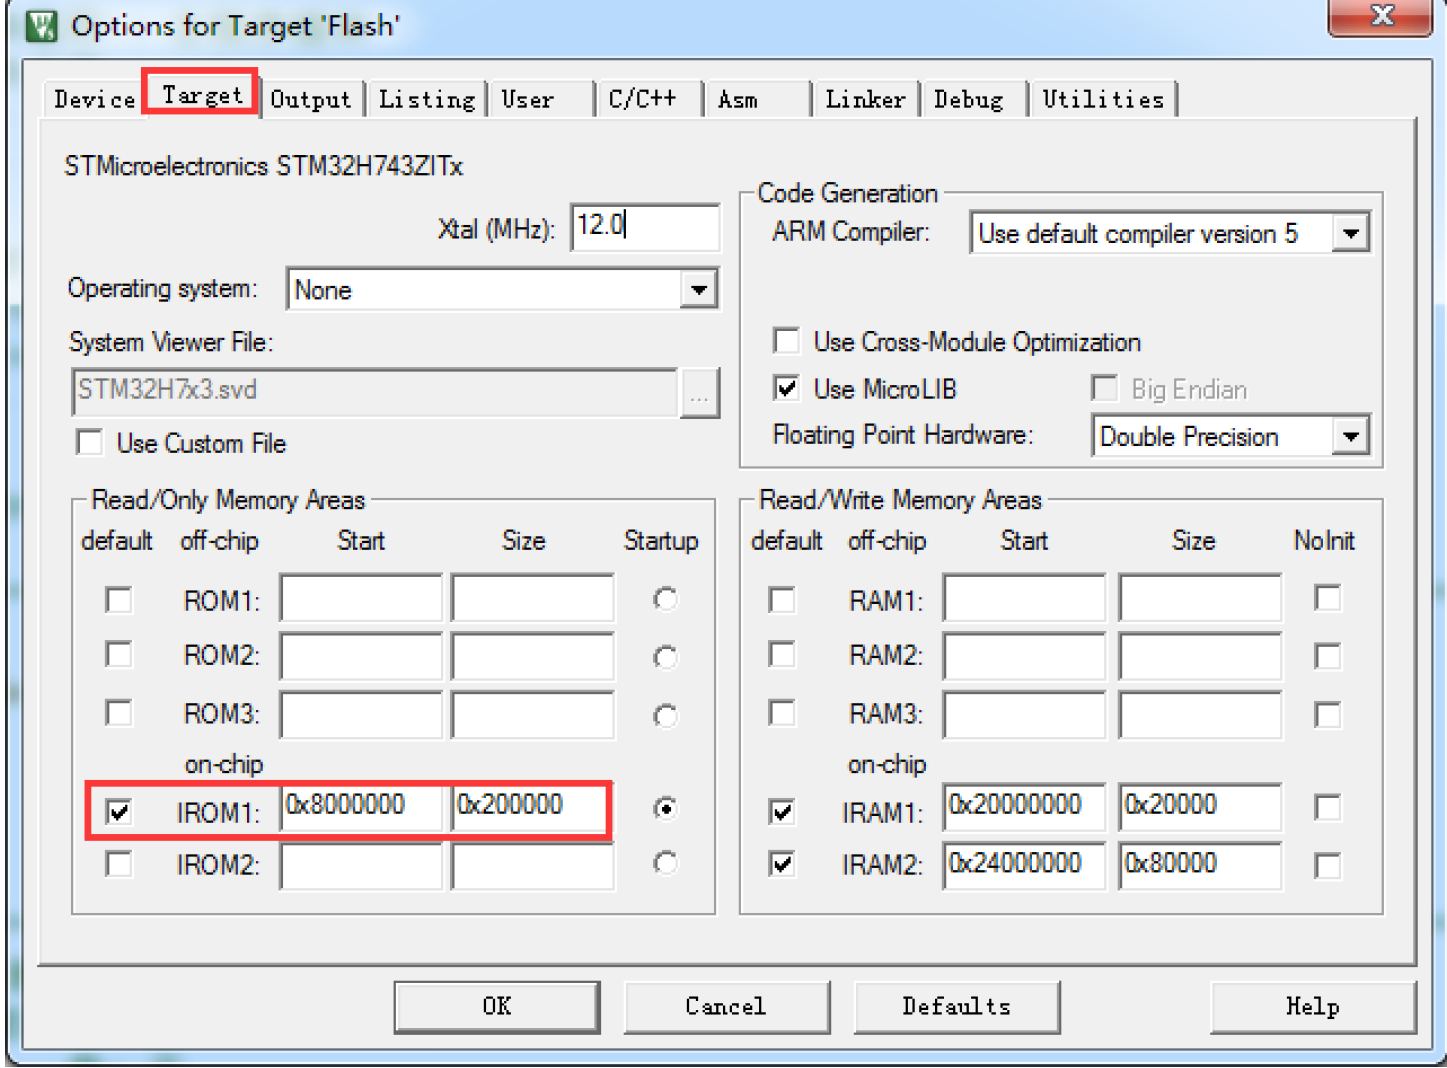 Options for Target 'Flash'
Device Target Output Listing User C/C++ Asm Linker Debug Utilities
STMicroelectronics STM32H743ZITx
Xtal (MHz): 12.0
Operating system: None
System Viewer File:
STM32H7x3.svd ...
Use Custom File
Code Generation
ARM Compiler: Use default compiler version 5
Use Cross-Module Optimization
Use MicroLIB Big Endian
Floating Point Hardware: Double Precision
Read/Only Memory Areas
default off-chip Start Size Startup
ROM1:
ROM2:
ROM3:
on-chip
IROM1: 0x8000000 0x200000
IROM2:
Read/Write Memory Areas
default off-chip Start Size NoInit
RAM1:
RAM2:
RAM3:
on-chip
IRAM1: 0x20000000 0x20000
IRAM2: 0x24000000 0x80000
OK Cancel Defaults Help